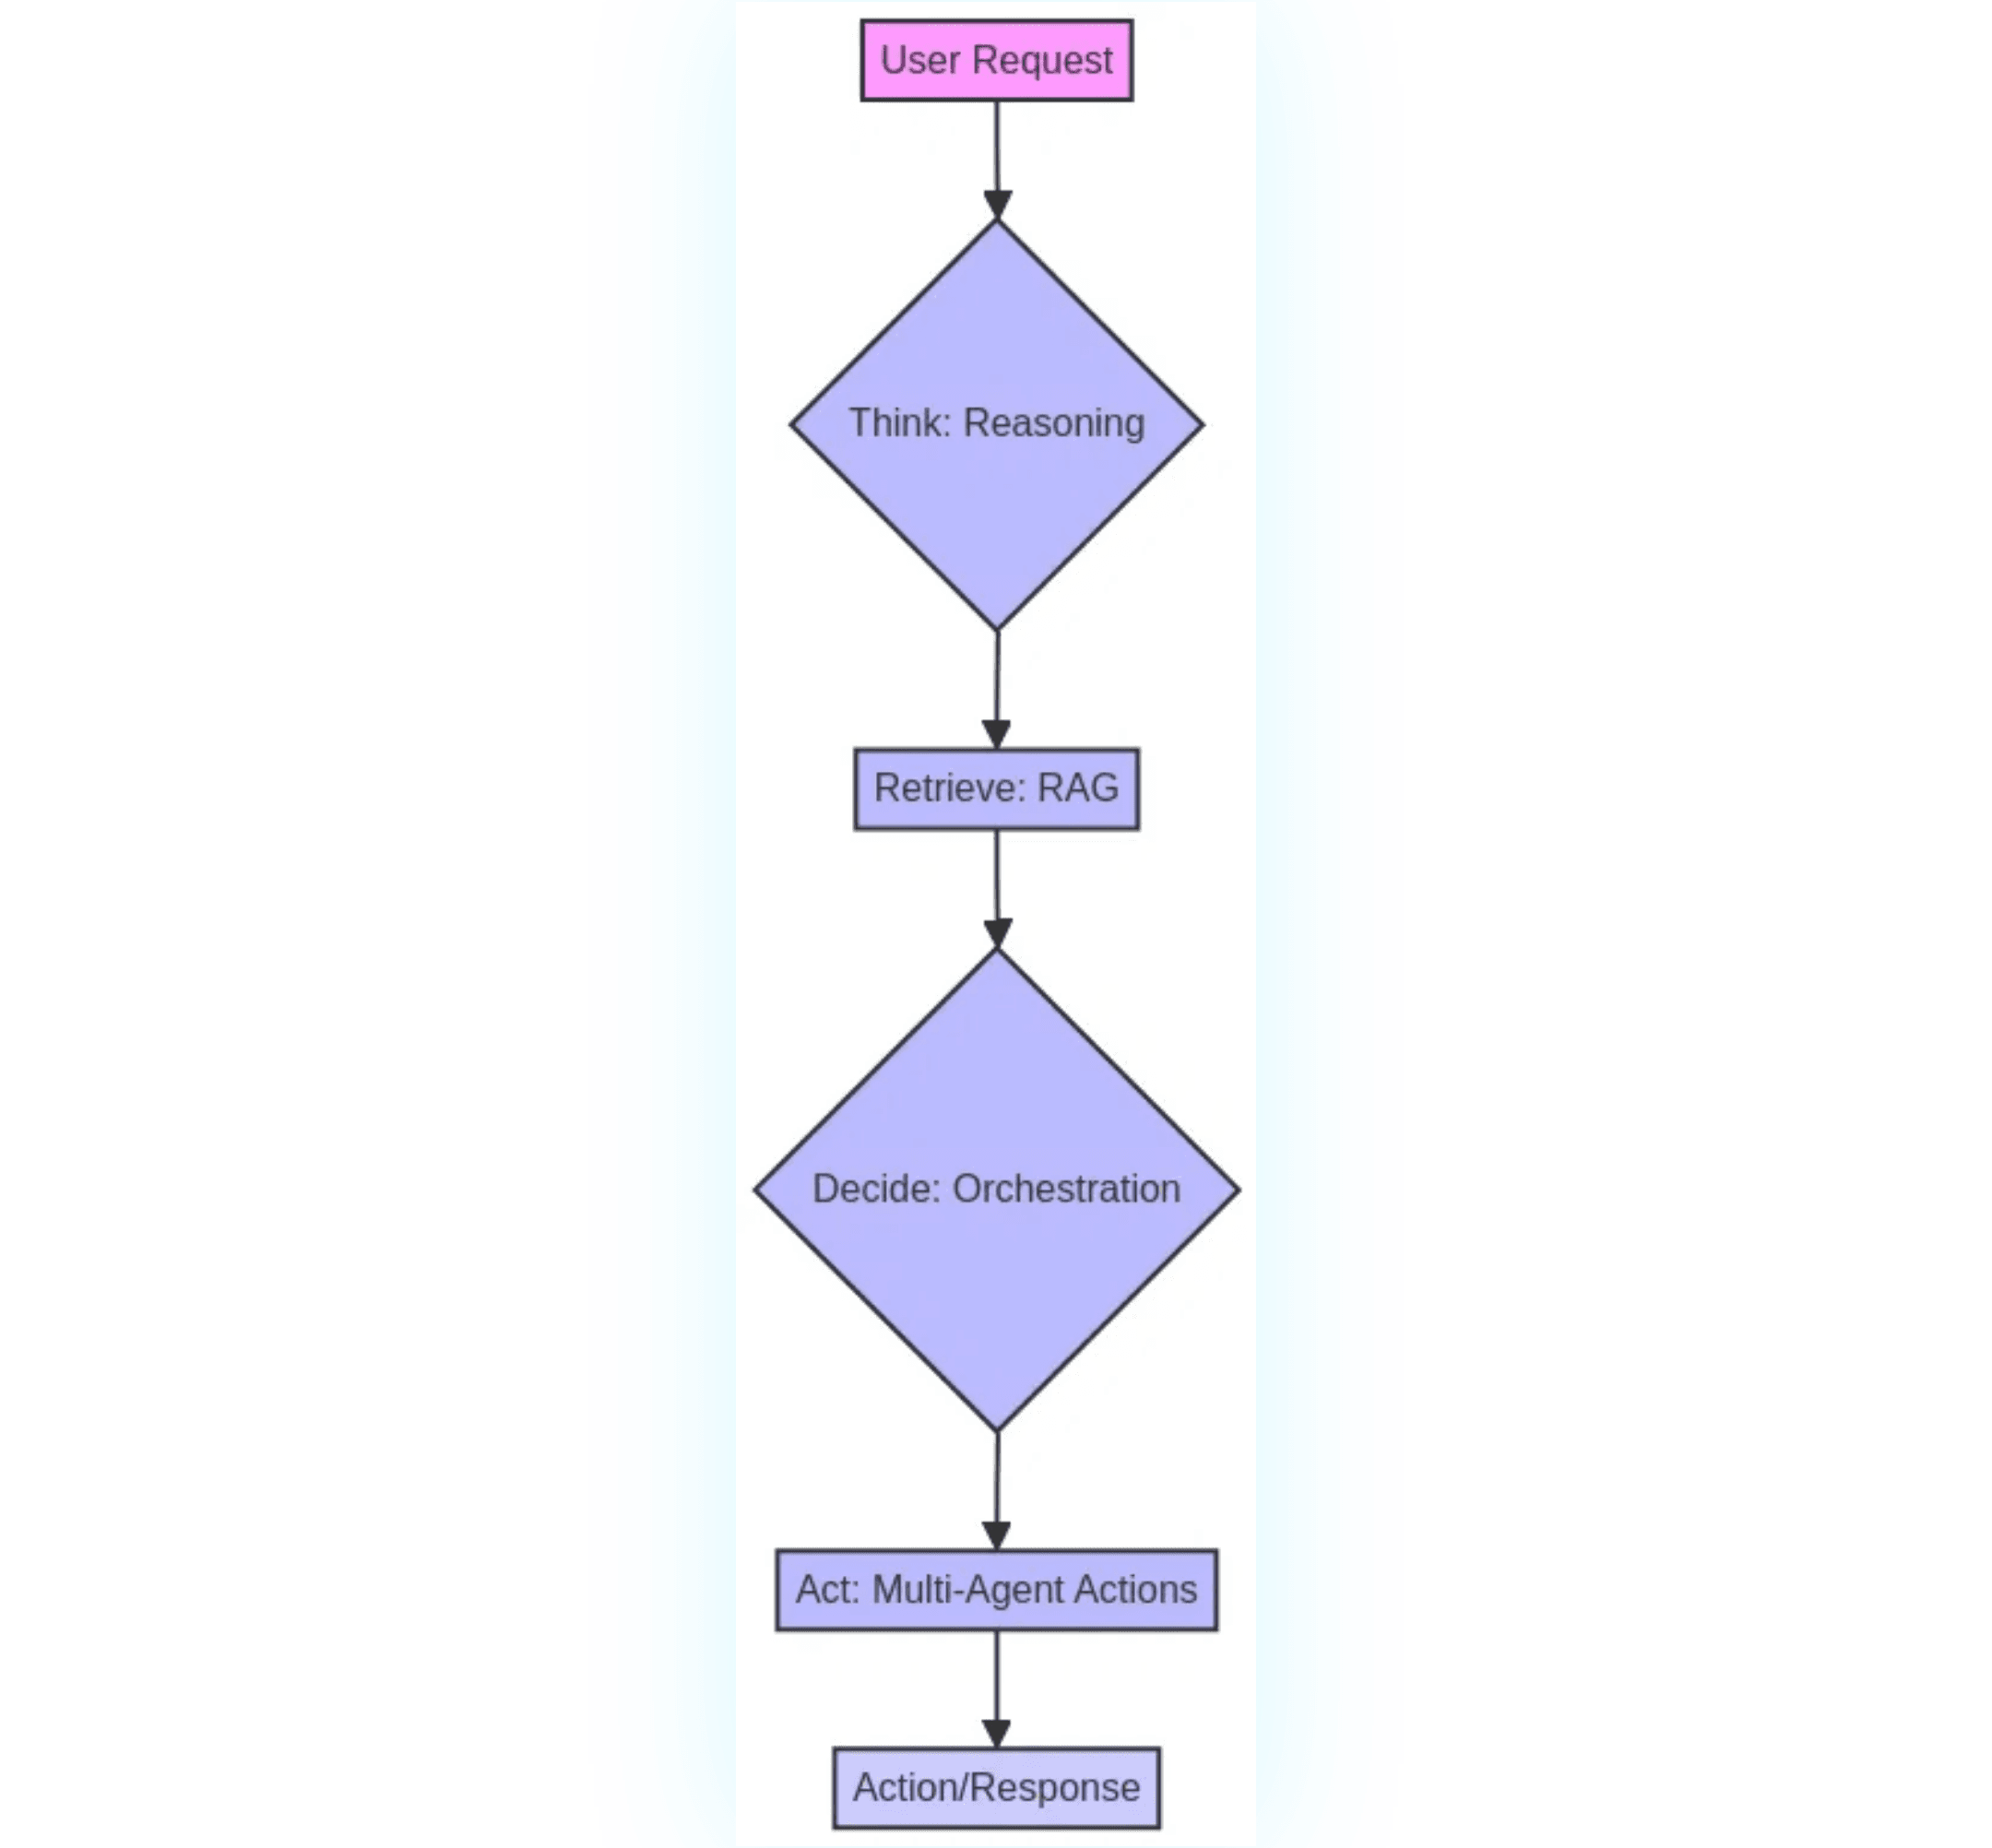 User Request
Think: Reasoning
Retrieve: RAG
Decide: Orchestration
Act: Multi-Agent Actions
Action/Response